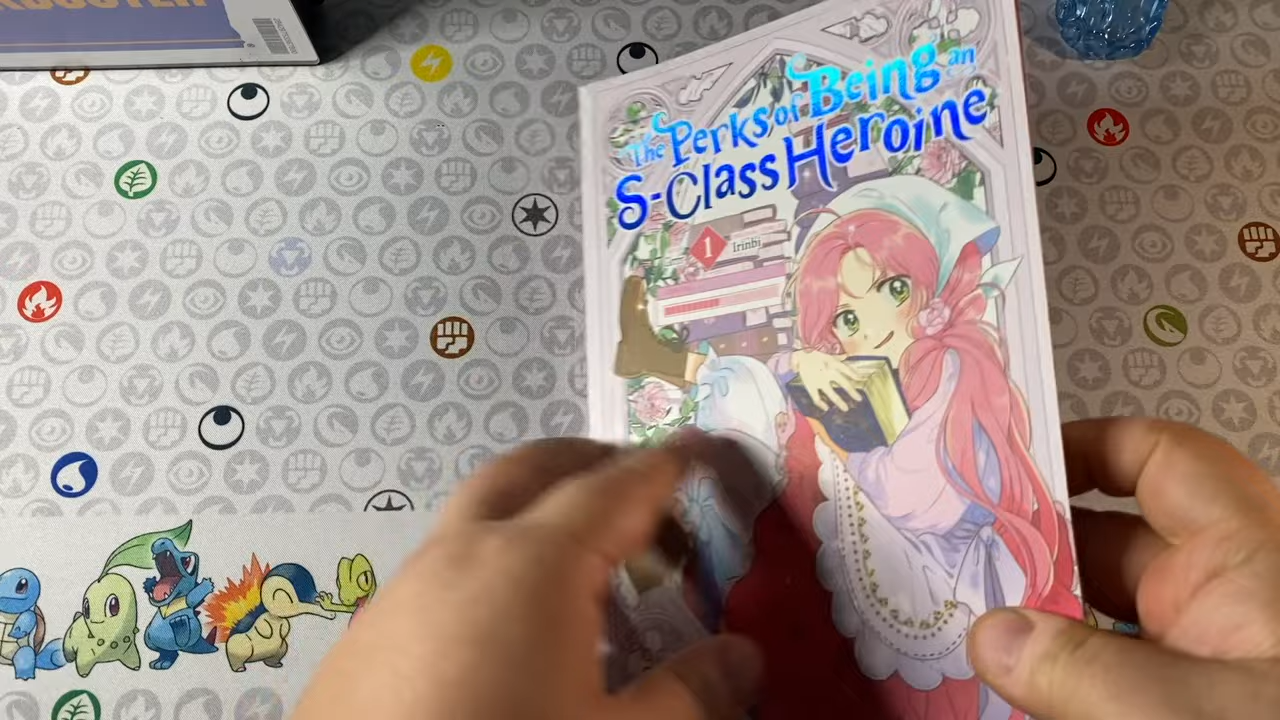 The Perks of Being an
S-Class Heroine
1 Irinbi